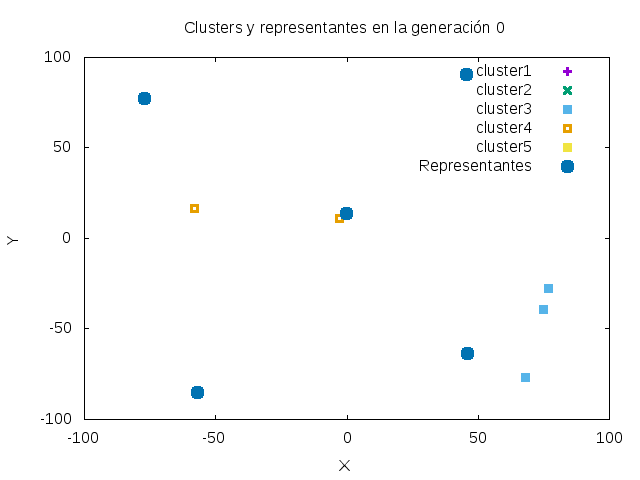 Clusters y representantes en la generación 0
100
50
0
-50
-100
-100
-50
0
50
100
X
Y
cluster1
cluster2
cluster3
cluster4
cluster5
Representantes